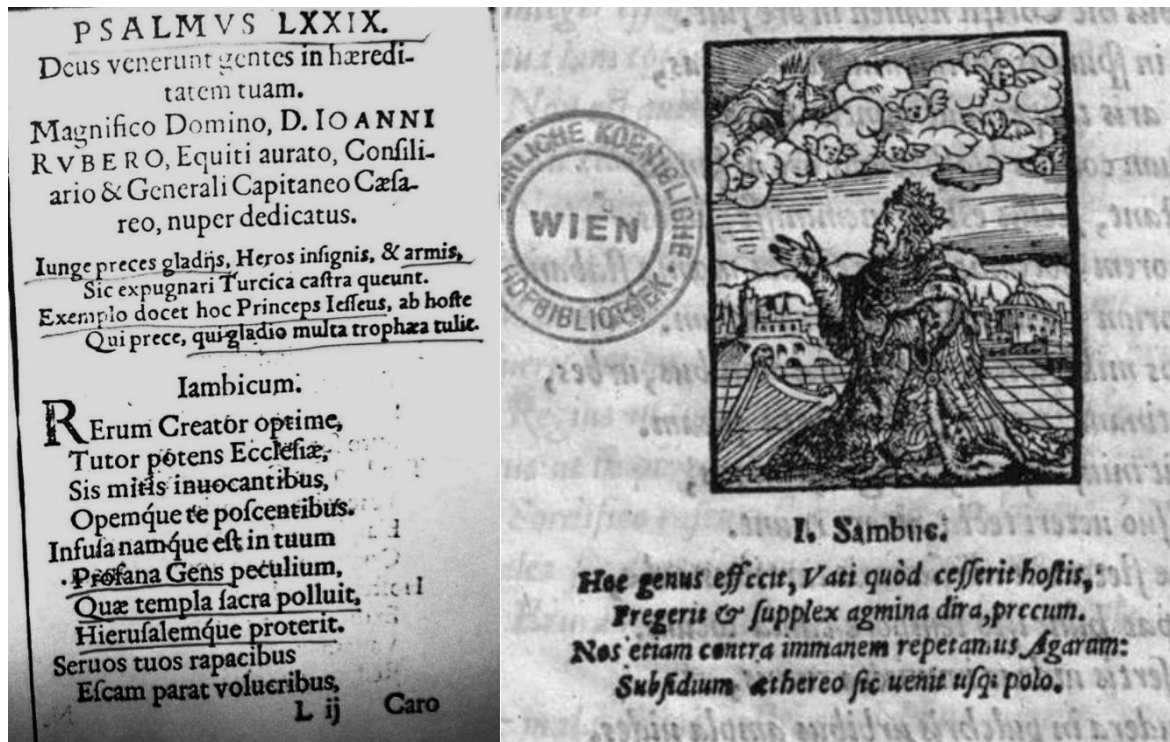 PSALMVS LXXIX.
Deus venerunt gentes in hæredi-
tatem tuam.
Magnifico Domino, D. IOANNI
RVBERO, Equiti aurato, Conſili-
ario & Generali Capitaneo Cæſa-
reo, nuper dedicatus.
Iunge preces gladijs, Heros inſignis, & armis,
Sic expugnari Turcica caſtra queunt.
Exemplo docet hoc Princeps Ieſſeus, ab hoſte
Qui prece, qui gladio multa trophæa tulit.
Iambicum.
RErum Creator optime,
Tutor potens Eccleſiæ,
Sis mitis inuocantibus,
Opemque te poſcentibus.
Infuſa namque eſt in tuum
Profana Gens peculium,
Quæ templa ſacra polluit,
Hieruſalemque proterit.
Seruos tuos rapacibus
Eſcam parat volucribus,
L ij Caro
KOENIGLICHE
WIEN
HOFBIBLIOTHEK
I. Sambuc.
Hoc genus effecit, Vati quòd ceſſerit hoſtis,
Fregerit & ſupplex agmina dira, precum.
Nos etiam contra immanem repetamus Agaram:
Subſidium æthereo ſic uenit uſq; polo.